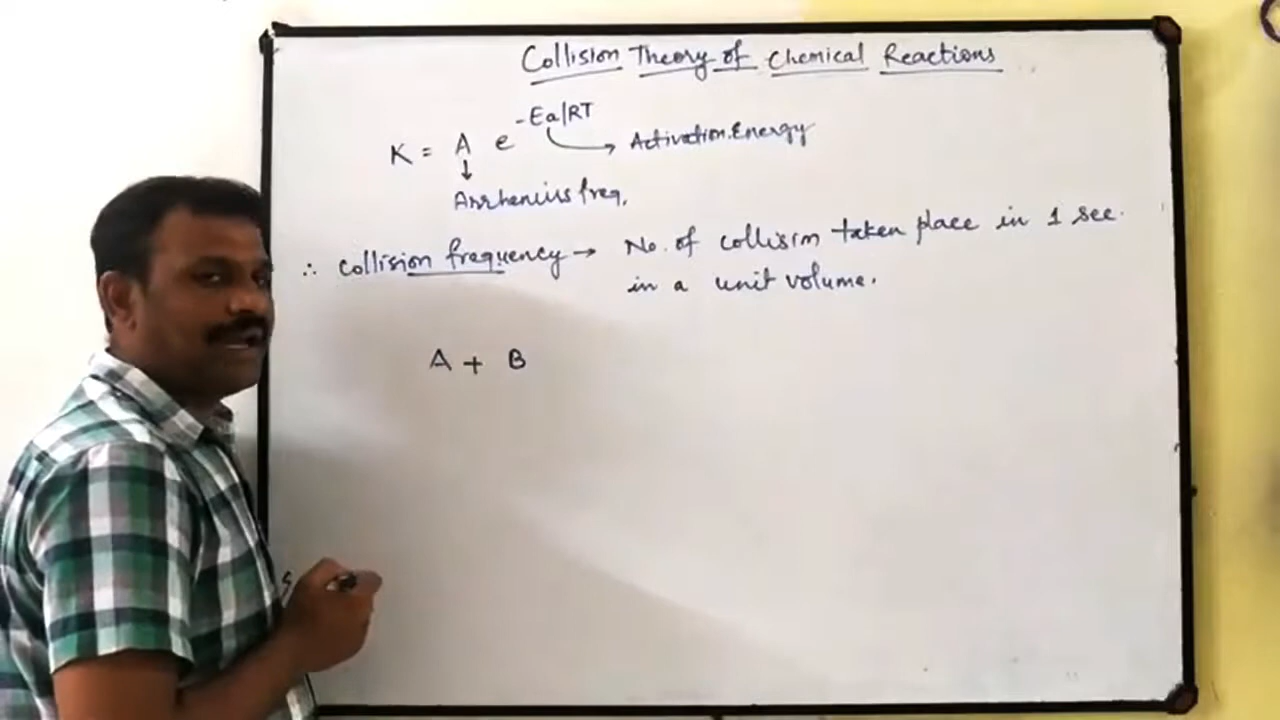 Collision Theory of Chemical Reactions
K = A e -Ea/RT → Activation Energy
↓
Arrhenius freq.
∴ collision frequency → No. of collision taken place in 1 sec.
in a unit volume.
A + B